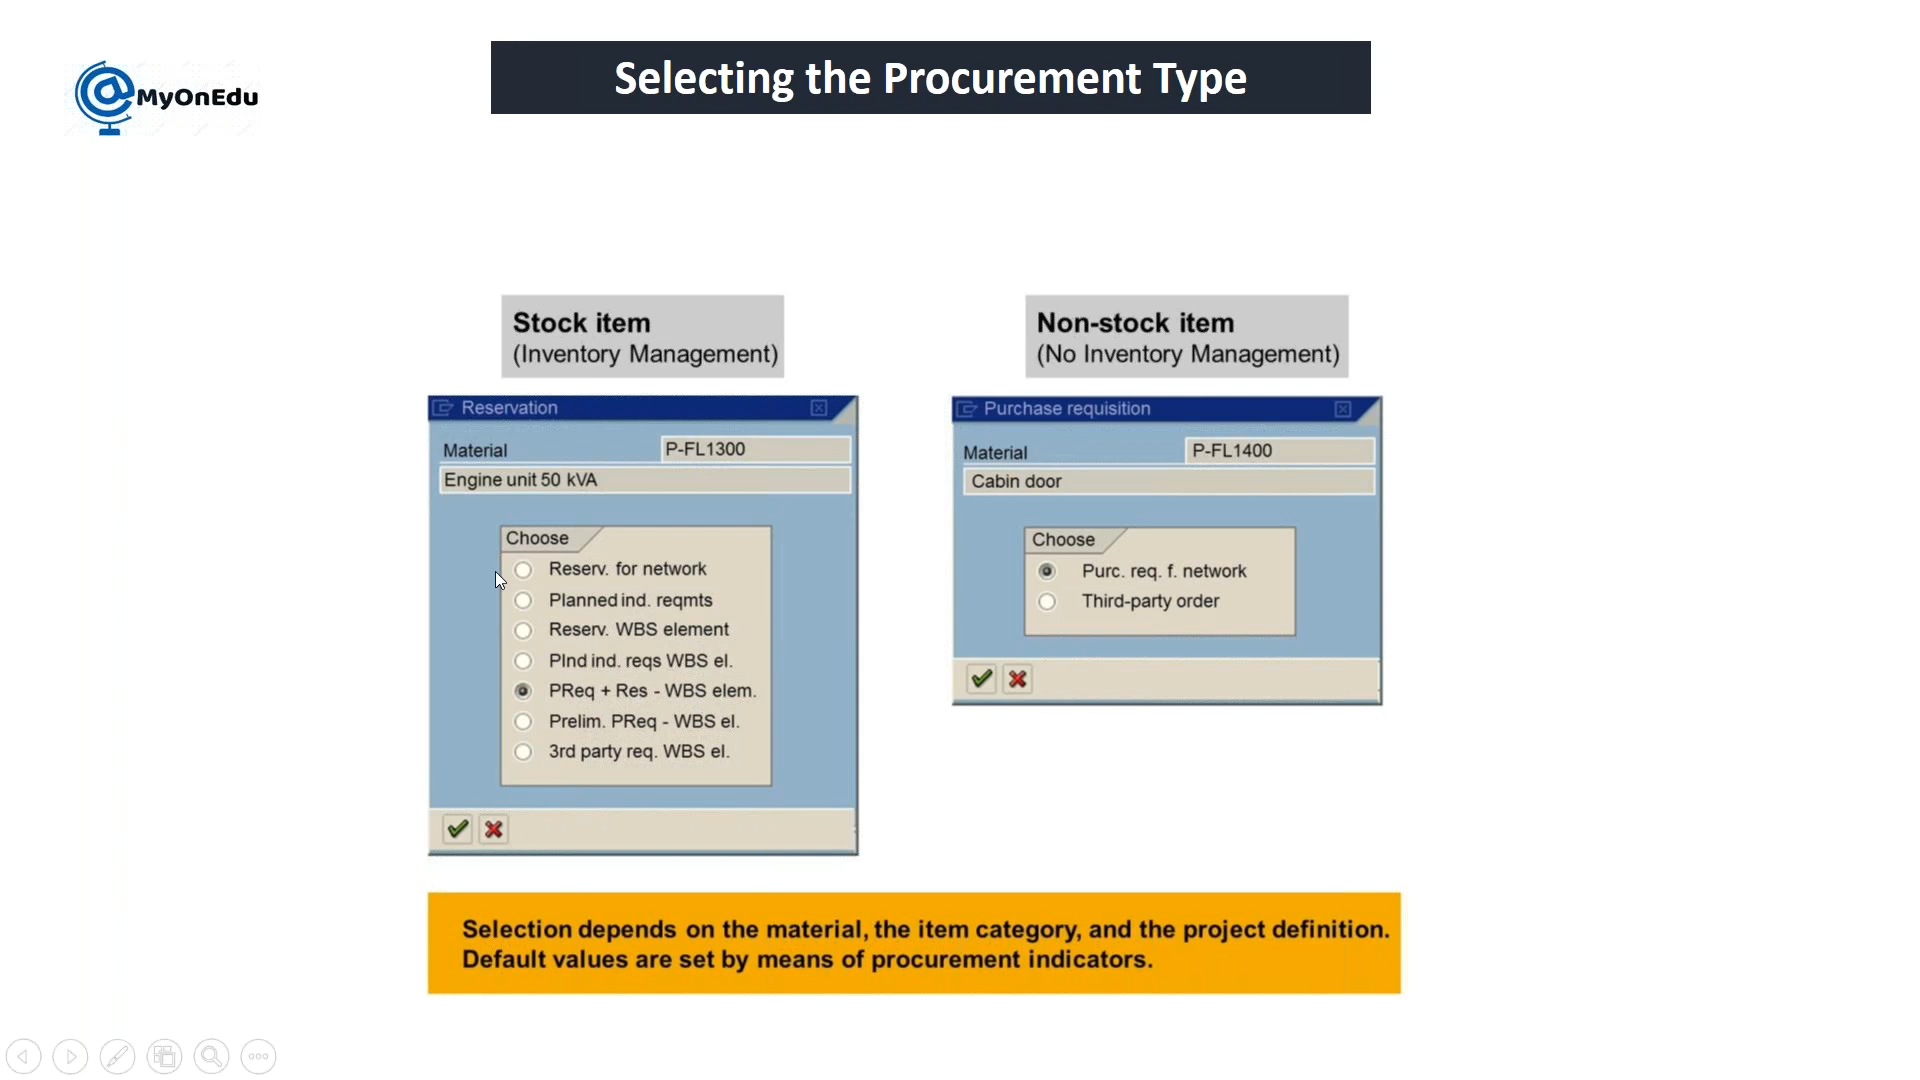 MyOnEdu
Selecting the Procurement Type
Stock item
(Inventory Management)
Reservation
Material P-FL1300
Engine unit 50 kVA
Choose
Reserv. for network
Planned ind. reqmts
Reserv. WBS element
Plnd ind. reqs WBS el.
PReq + Res - WBS elem.
Prelim. PReq - WBS el.
3rd party req. WBS el.
Non-stock item
(No Inventory Management)
Purchase requisition
Material P-FL1400
Cabin door
Choose
Purc. req. f. network
Third-party order
Selection depends on the material, the item category, and the project definition.
Default values are set by means of procurement indicators.